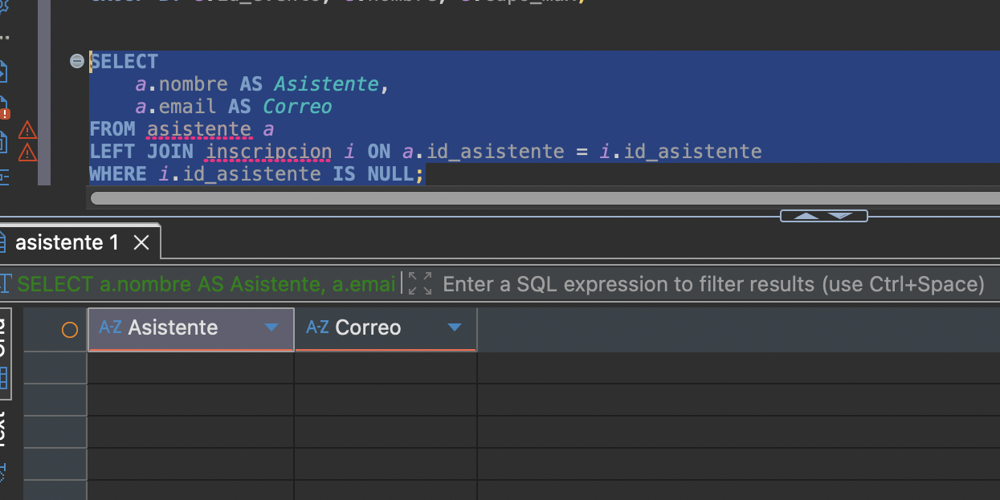 SELECT
a.nombre AS Asistente,
a.email AS Correo
FROM asistente a
LEFT JOIN inscripcion i ON a.id_asistente = i.id_asistente
WHERE i.id_asistente IS NULL;
asistente 1
SELECT a.nombre AS Asistente, a.emai
Enter a SQL expression to filter results (use Ctrl+Space)
A-Z Asistente
A-Z Correo